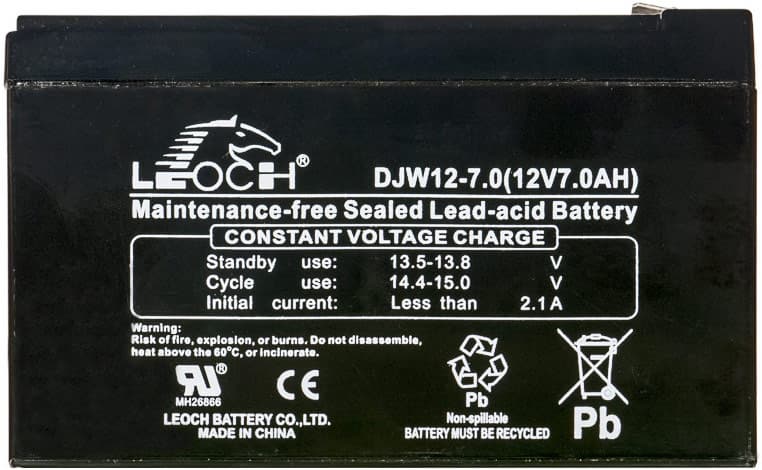 LEOCH®
DJW12-7.0(12V7.0AH)
Maintenance-free Sealed Lead-acid Battery
CONSTANT VOLTAGE CHARGE
Standby use: 13.5-13.8 V
Cycle use: 14.4-15.0 V
Initial current: Less than 2.1A
Warning:
Risk of fire, explosion, or burns. Do not disassemble,
heat above the 60°C, or incinerate.
RU®
MH26866
CE
LEOCH BATTERY CO.,LTD.
MADE IN CHINA
Pb
Non-spillable
BATTERY MUST BE RECYCLED
Pb